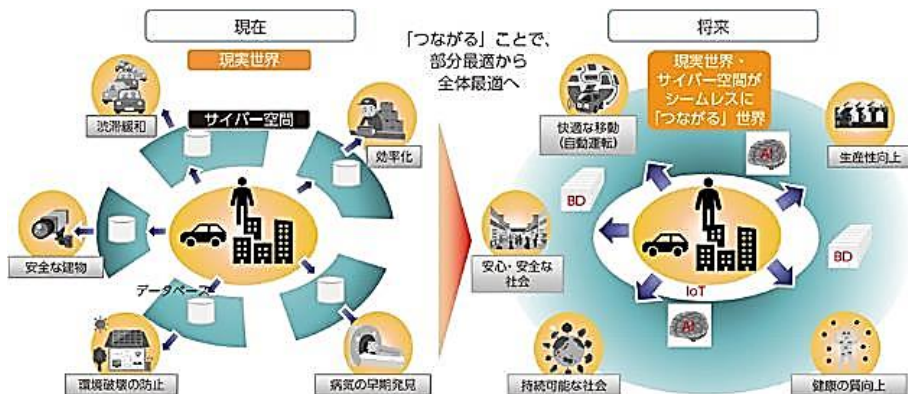 現在
現実世界
サイバー空間
渋滞緩和
効率化
安全な建物
データベース
環境破壊の防止
病気の早期発見
「つながる」ことで、
部分最適から
全体最適へ
将来
現実世界・
サイバー空間が
シームレスに
「つながる」世界
快適な移動
(自動運転)
AI
生産性向上
BD
BD
安心・安全な
社会
IoT
AI
持続可能な社会
健康の質向上